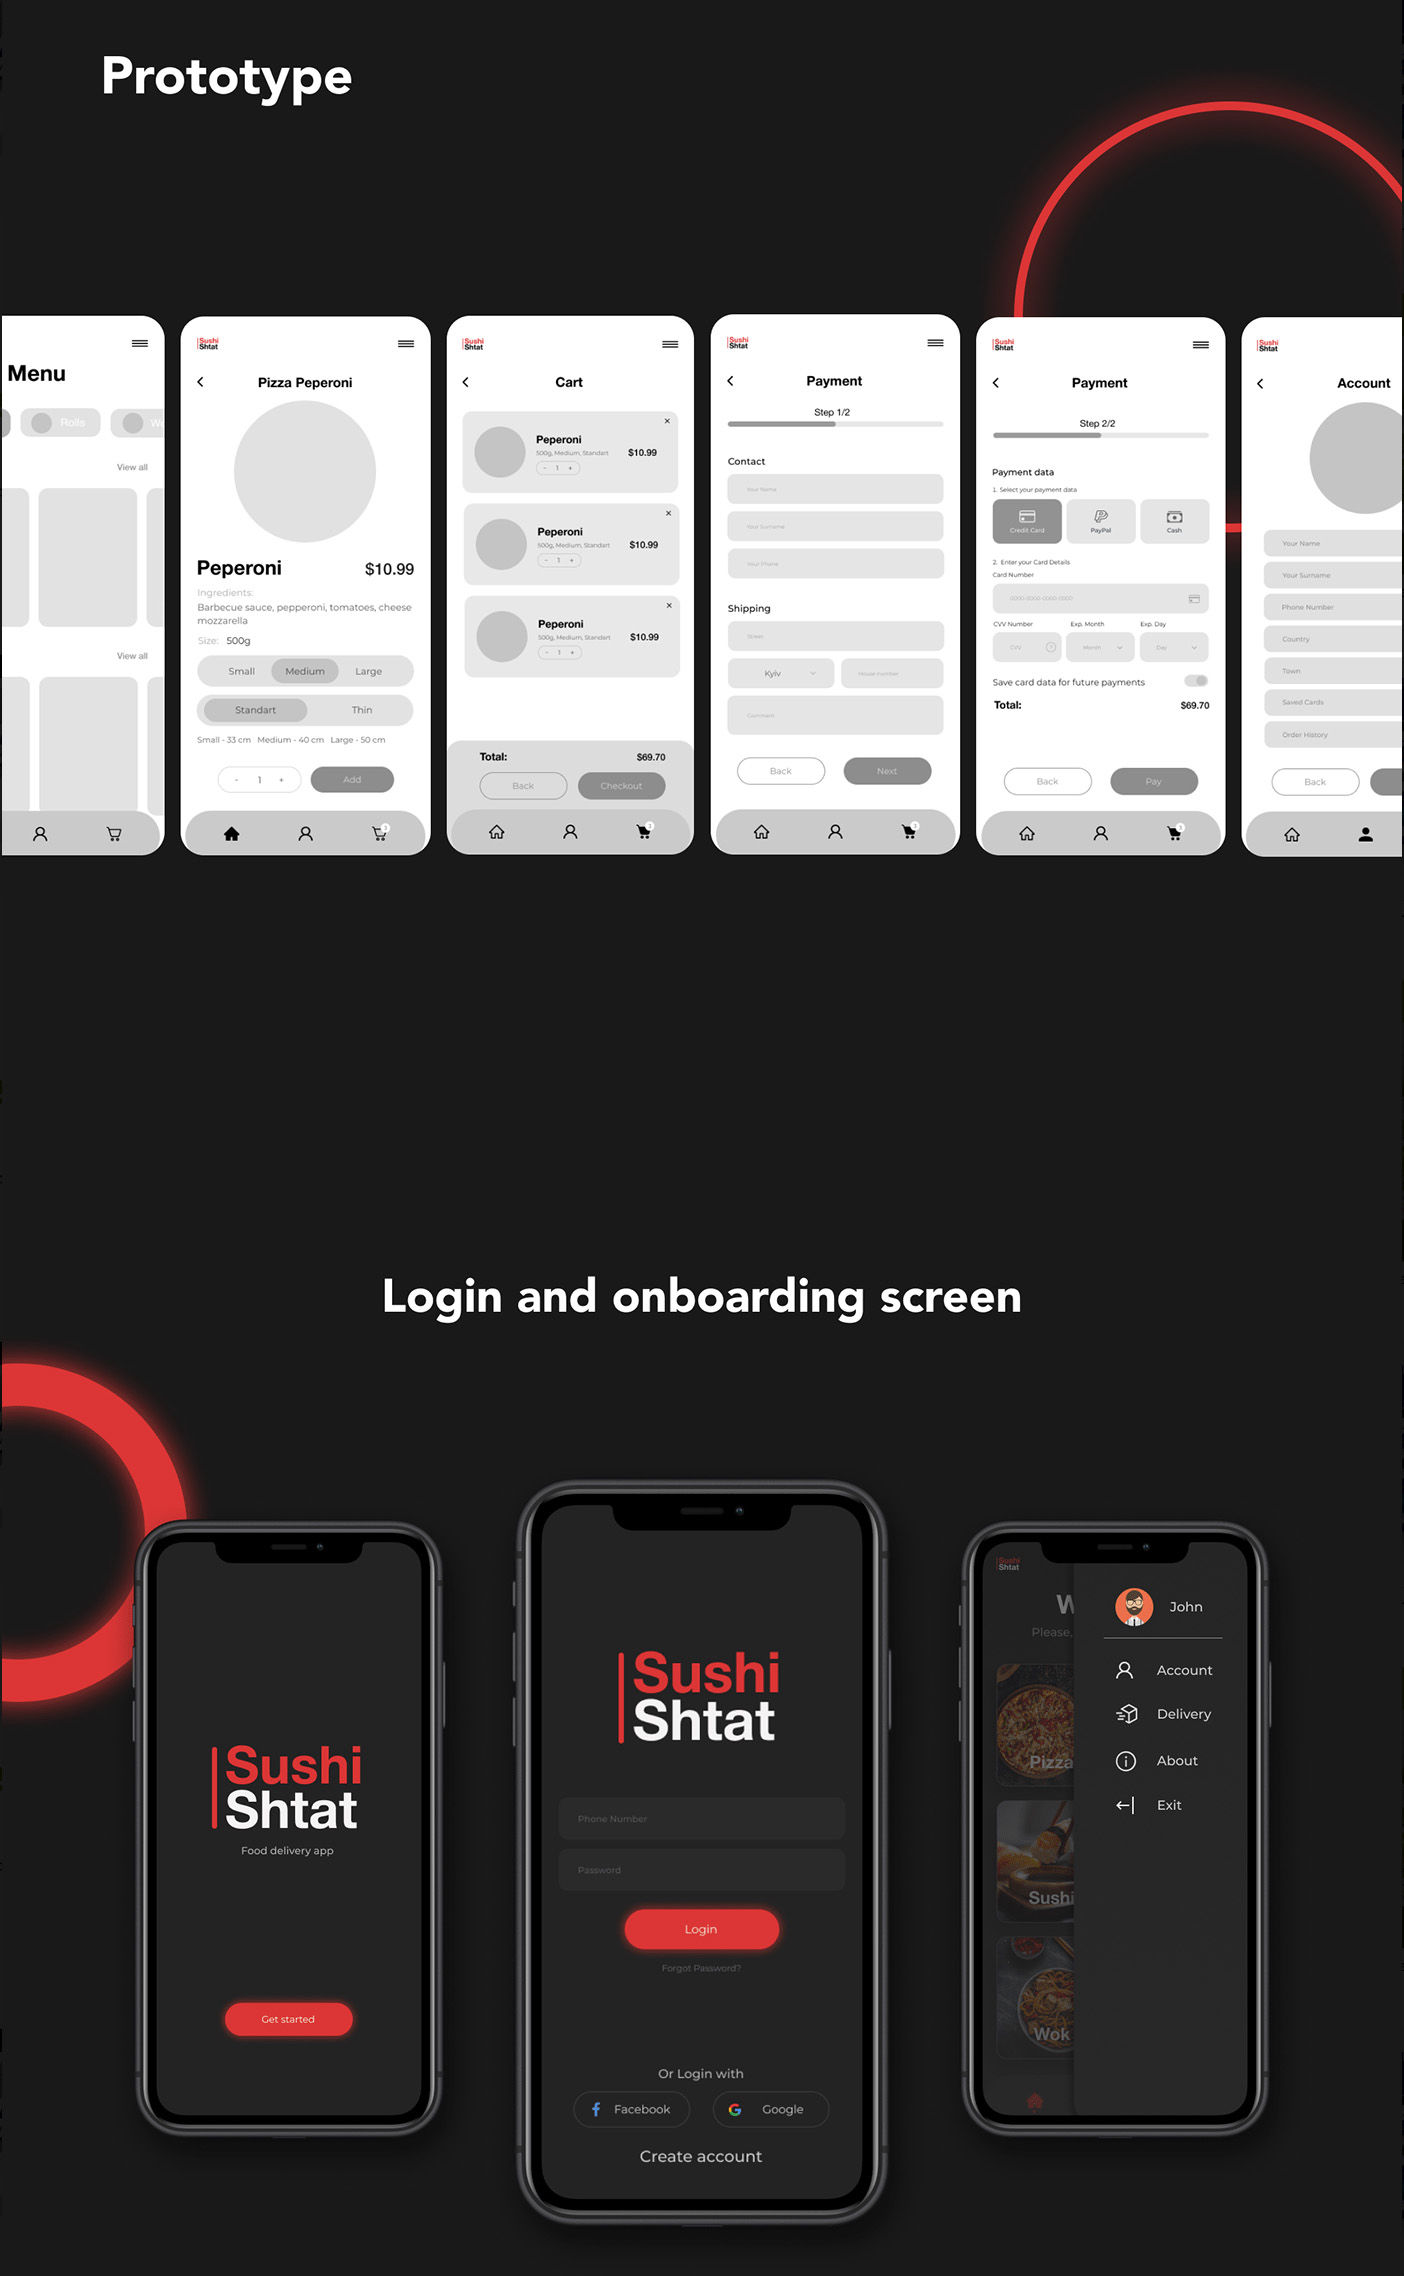 Prototype
Menu
Rolls
View all
View all
Sushi
Shtat
Pizza Peperoni
Peperoni
$10.99
Ingredients:
Barbecue sauce, pepperoni, tomatoes, cheese
mozzarella
Size: 500g
Small Medium Large
Standart Thin
Small - 33 cm Medium - 40 cm Large - 50 cm
- 1 +
Add
Sushi
Shtat
Cart
Peperoni
500g, Medium, Standart
$10.99
- 1 +
Peperoni
500g, Medium, Standart
$10.99
- 1 +
Peperoni
500g, Medium, Standart
$10.99
- 1 +
Total: $69.70
Back Checkout
Sushi
Shtat
Payment
Step 1/2
Contact
Your Name
Your Surname
Your Phone
Shipping
Street
Kyiv House number
Comment
Back Next
Sushi
Shtat
Payment
Step 2/2
Payment data
1. Select your payment data
Credit Card PayPal Cash
2. Enter your Card Details
Card Number
0000-0000-0000-0000
CVV Number Exp. Month Exp. Day
CVV ? Month Day
Save card data for future payments
Total: $69.70
Back Pay
Sushi
Shtat
Account
Your Name
Your Surname
Phone Number
Country
Town
Saved Cards
Order History
Back
Login and onboarding screen
Sushi
Shtat
Food delivery app
Get started
Sushi
Shtat
Phone Number
Password
Login
Forgot Password?
Or Login with
Facebook Google
Create account
Sushi
Shtat
W
Please,
Pizza
Sushi
Wok
John
Account
Delivery
About
Exit